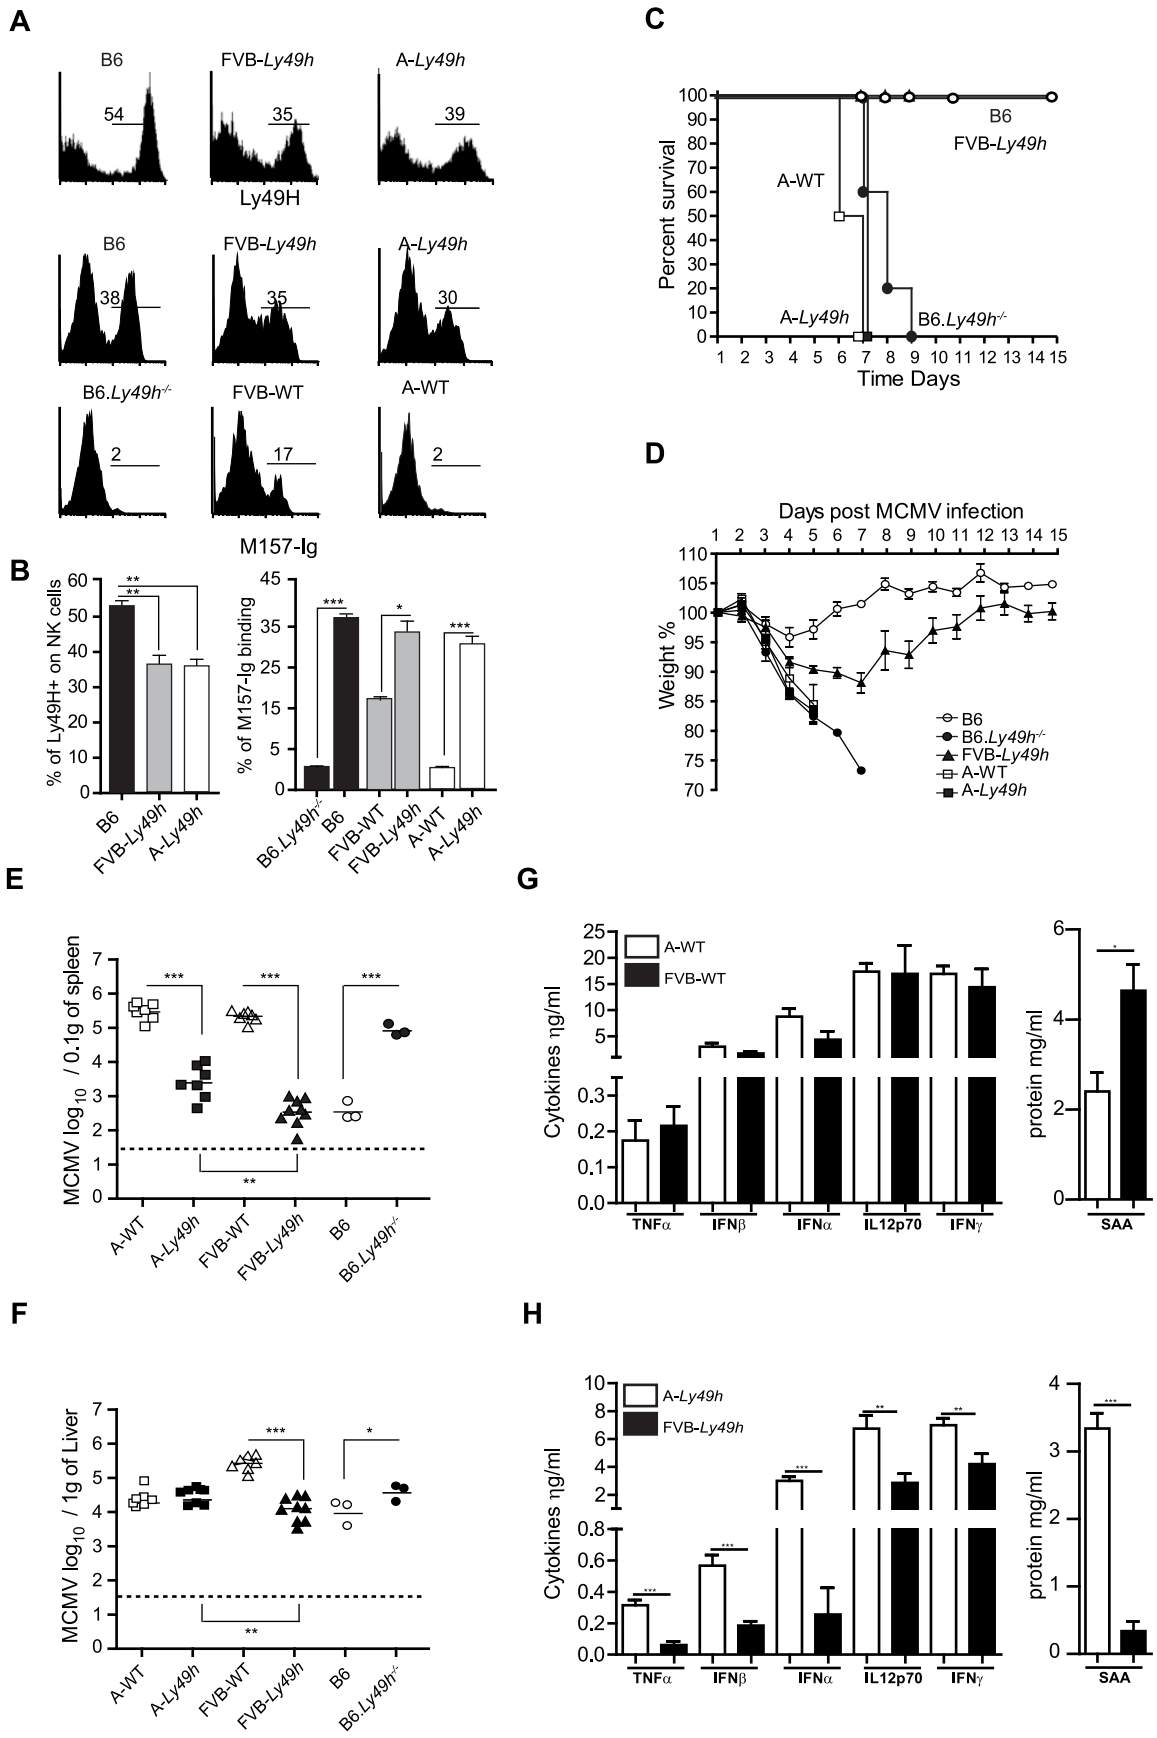 A
B6 FVB-Ly49h A-Ly49h
54 35 39
Ly49H
B6 FVB-Ly49h A-Ly49h
38 35 30
B6.Ly49h-/- FVB-WT A-WT
2 17 2
M157-Ig
B
% of Ly49H+ on NK cells
60
50
40
30
20
10
0
**
**
B6 FVB-Ly49h A-Ly49h
% of M157-Ig binding
45
35
25
15
5
0
*** * ***
B6.Ly49h-/- B6 FVB-WT FVB-Ly49h A-WT A-Ly49h
C
Percent survival
100
90
80
70
60
50
40
30
20
10
0
B6
FVB-Ly49h
A-WT
A-Ly49h
B6.Ly49h-/-
1 2 3 4 5 6 7 8 9 10 11 12 13 14 15
Time Days
D
Days post MCMV infection
1 2 3 4 5 6 7 8 9 10 11 12 13 14 15
Weight %
110
105
100
95
90
85
80
75
70
B6
B6.Ly49h-/-
FVB-Ly49h
A-WT
A-Ly49h
E
MCMV log10 / 0.1g of spleen
7
6
5
4
3
2
1
0
*** *** ***
**
A-WT A-Ly49h FVB-WT FVB-Ly49h B6 B6.Ly49h-/-
F
MCMV log10 / 1g of Liver
7
6
5
4
3
2
1
0
*** *
**
A-WT A-Ly49h FVB-WT FVB-Ly49h B6 B6.Ly49h-/-
G
Cytokines ηg/ml
25
20
15
10
5
0.3
0.2
0.1
0.0
A-WT
FVB-WT
TNFα IFNβ IFNα IL12p70 IFNγ
protein mg/ml
6
4
2
0
*
SAA
H
Cytokines ηg/ml
10
8
6
4
2
0.8
0.6
0.4
0.2
0.0
A-Ly49h
FVB-Ly49h
*** *** *** ** **
TNFα IFNβ IFNα IL12p70 IFNγ
protein mg/ml
4
3
2
1
0
***
SAA